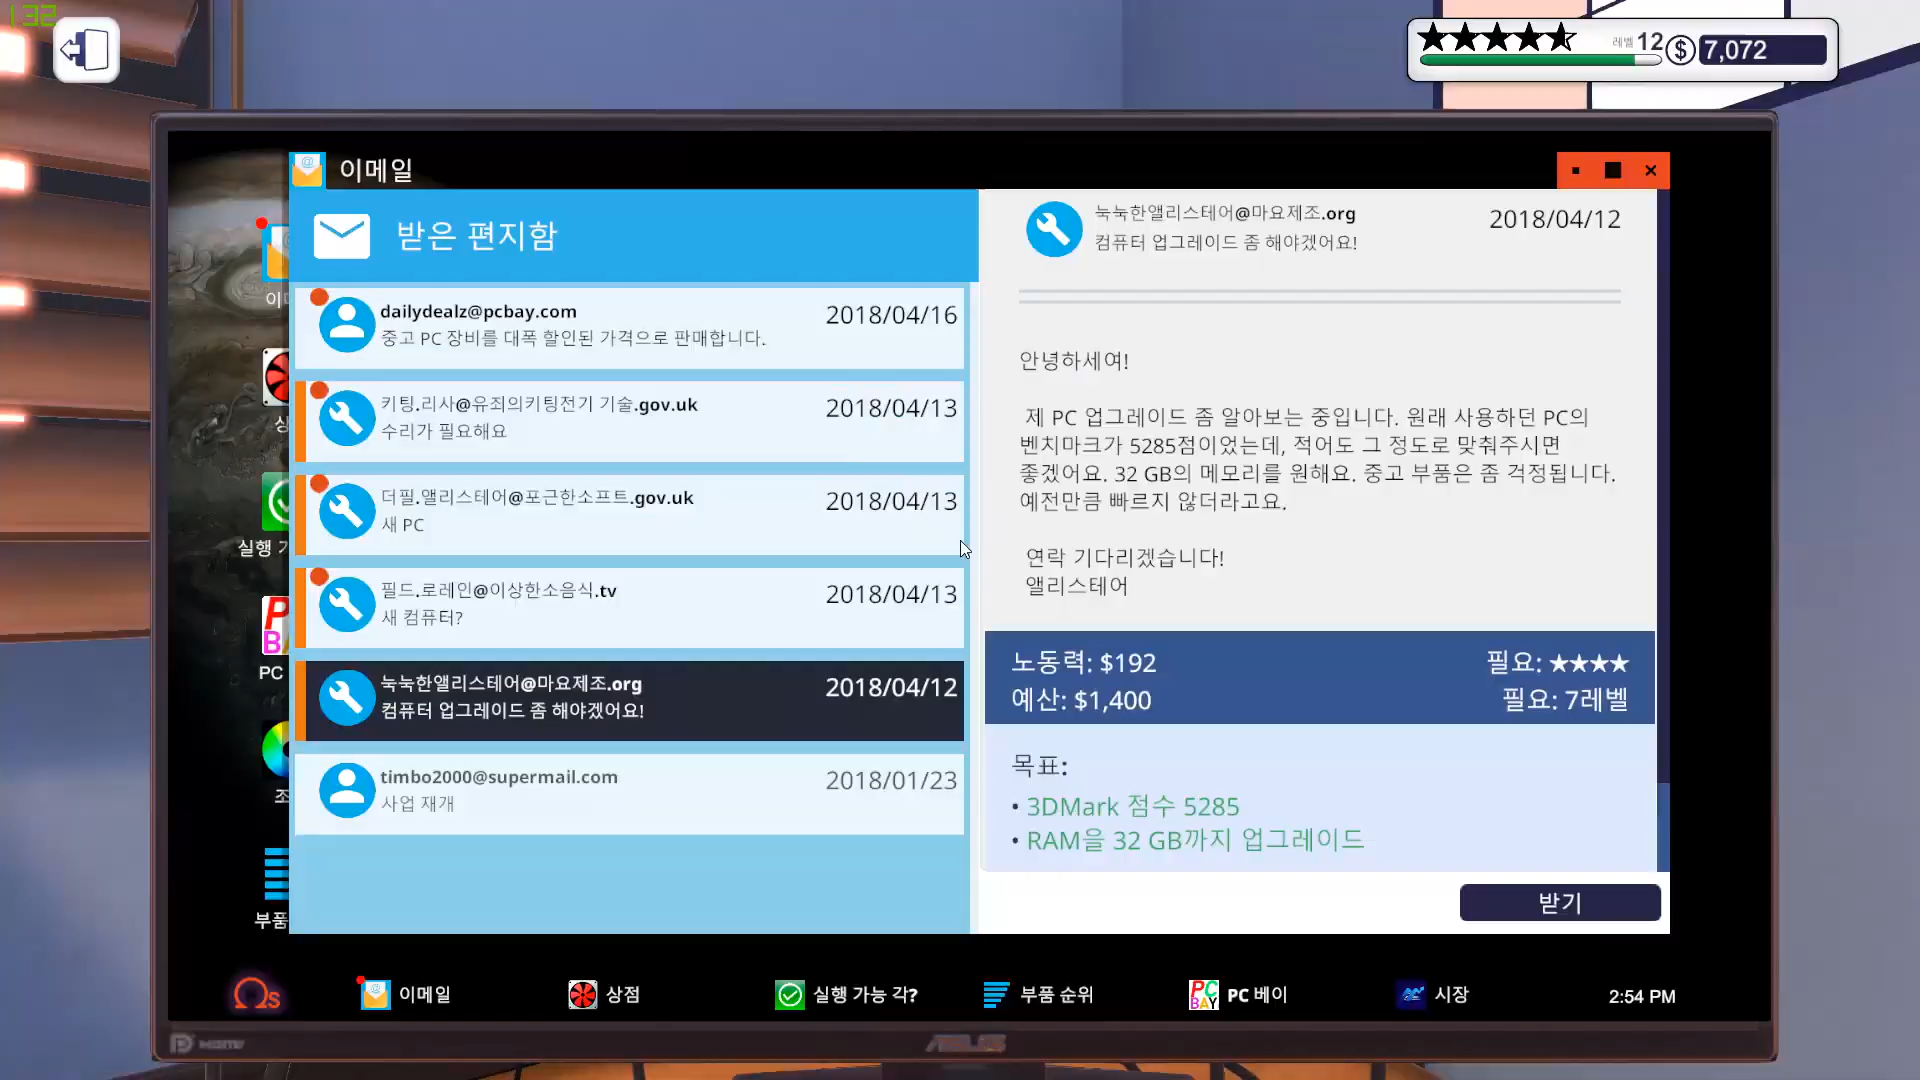 132
레벨 12
$ 7,072
이메일
받은 편지함
dailydealz@pcbay.com
2018/04/16
중고 PC 장비를 대폭 할인된 가격으로 판매합니다.
키팅.리사@유죄의키팅전기 기술.gov.uk
2018/04/13
수리가 필요해요
더필.앨리스테어@포근한소프트.gov.uk
2018/04/13
새 PC
필드.로레인@이상한소음식.tv
2018/04/13
새 컴퓨터?
눅눅한앨리스테어@마요제조.org
2018/04/12
컴퓨터 업그레이드 좀 해야겠어요!
timbo2000@supermail.com
2018/01/23
사업 재개
눅눅한앨리스테어@마요제조.org
2018/04/12
컴퓨터 업그레이드 좀 해야겠어요!
안녕하세여!
제 PC 업그레이드 좀 알아보는 중입니다. 원래 사용하던 PC의
벤치마크가 5285점이었는데, 적어도 그 정도로 맞춰주시면
좋겠어요. 32 GB의 메모리를 원해요. 중고 부품은 좀 걱정됩니다.
예전만큼 빠르지 않더라고요.
연락 기다리겠습니다!
앨리스테어
노동력: $192
필요: ★★★★
예산: $1,400
필요: 7레벨
목표:
• 3DMark 점수 5285
• RAM을 32 GB까지 업그레이드
받기
실행 가
PC
부품
Ωs
이메일
상점
실행 가능 각?
부품 순위
PC BAY
PC 베이
시장
2:54 PM
HDMI
ASUS